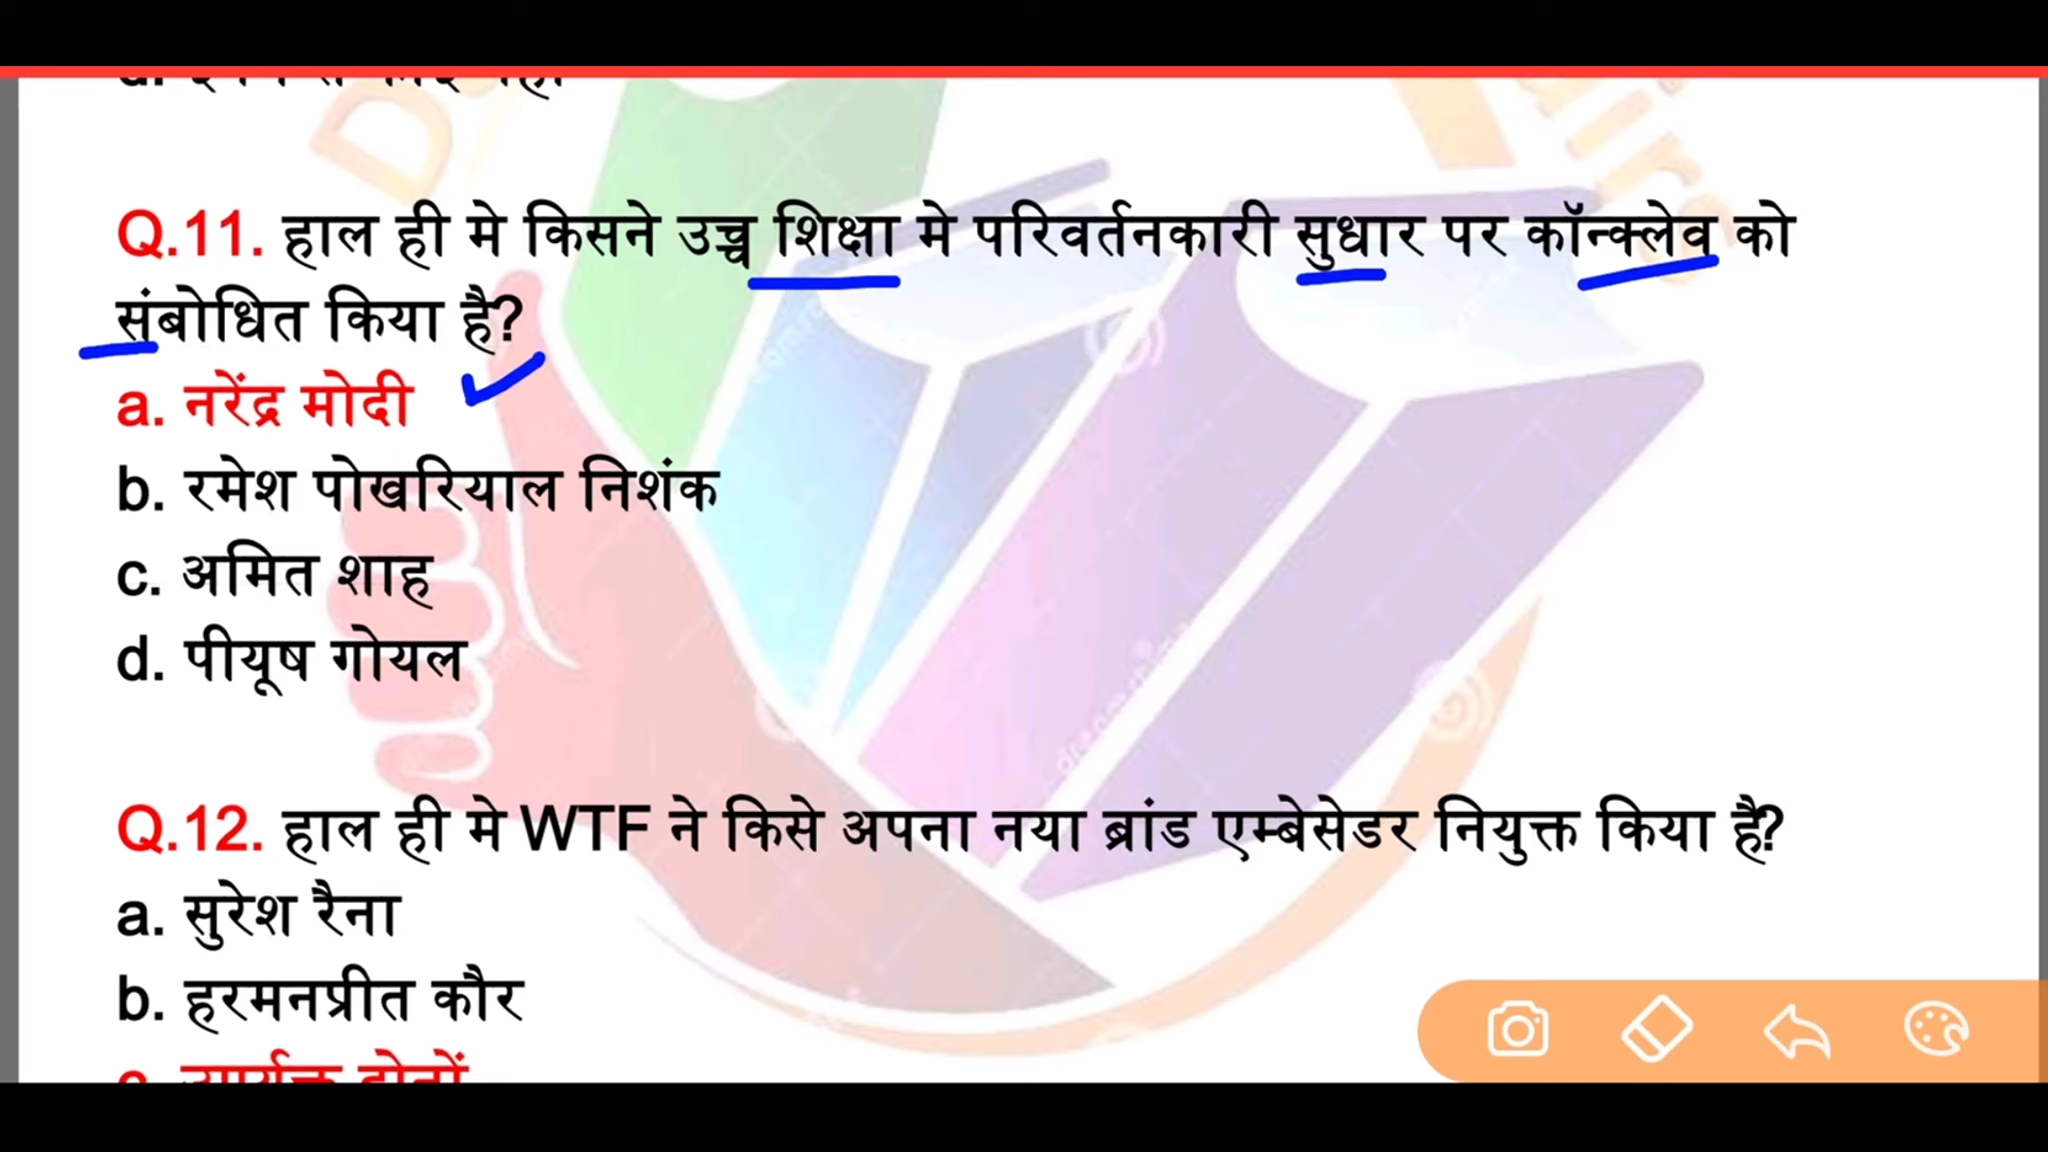 Q.11. हाल ही मे किसने उच्च शिक्षा मे परिवर्तनकारी सुधार पर कॉन्क्लेव को
संबोधित किया है?
a. नरेंद्र मोदी
b. रमेश पोखरियाल निशंक
c. अमित शाह
d. पीयूष गोयल
Q.12. हाल ही मे WTF ने किसे अपना नया ब्रांड एम्बेसेडर नियुक्त किया है?
a. सुरेश रैना
b. हरमनप्रीत कौर
c. उपर्युक्त दोनों